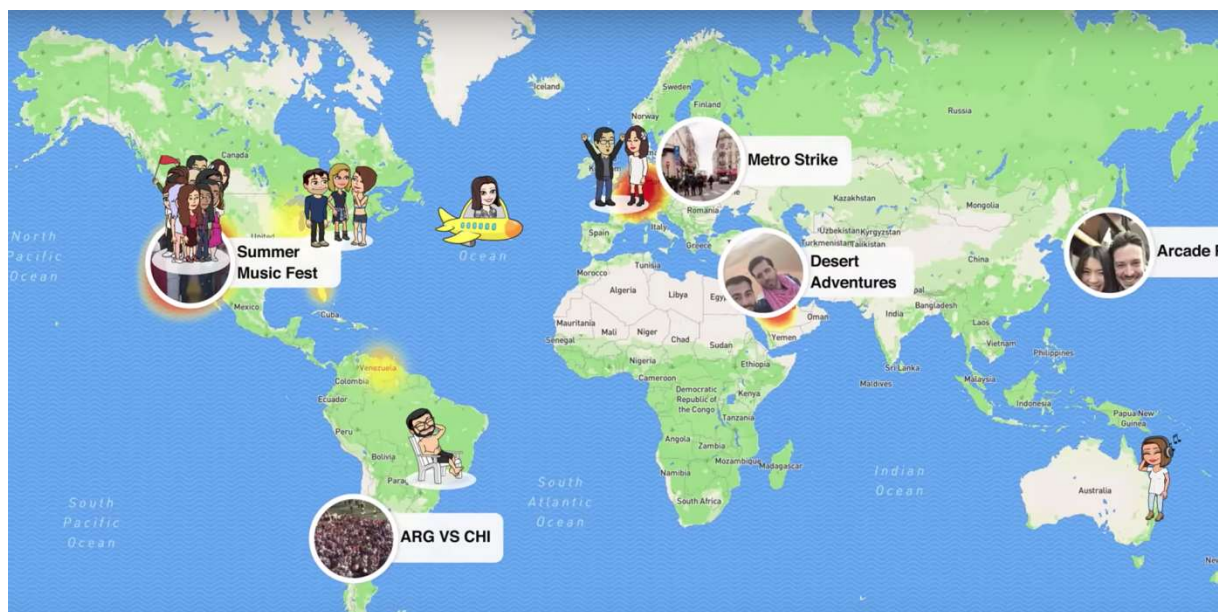 Iceland
Sweden
Finland
Norway
Russia
Canada
Metro Strike
Kazakhstan
Mongolia
Romania
North
Pacific
Ocean
United
Summer
Music Fest
Ocean
Spain
Italy
Greece
Uzbekistan
Kyrgyzstan
Turkmenistan
Tajikistan
China
Desert
Adventures
Arcade
Morocco
Tunisia
Algeria
Libya
Mexico
Cuba
Oman
Yemen
India
Bangladesh
Laos
Mauritania
Mali
Niger
Chad
Sudan
Senegal
Vietnam
Philippines
Venezuela
Colombia
Nigeria
Ethiopia
Cameroon
Sri Lanka
Maldives
Malaysia
Ecuador
Democratic
Republic of
the Congo
Kenya
Tanzania
Indonesia
Papua New
Guinea
Peru
Bolivia
Angola
Zambia
Mozambique
Madagascar
Namibia
South
Pacific
Ocean
South
Atlantic
Ocean
Indian
Ocean
Australia
South Africa
ARG VS CHI